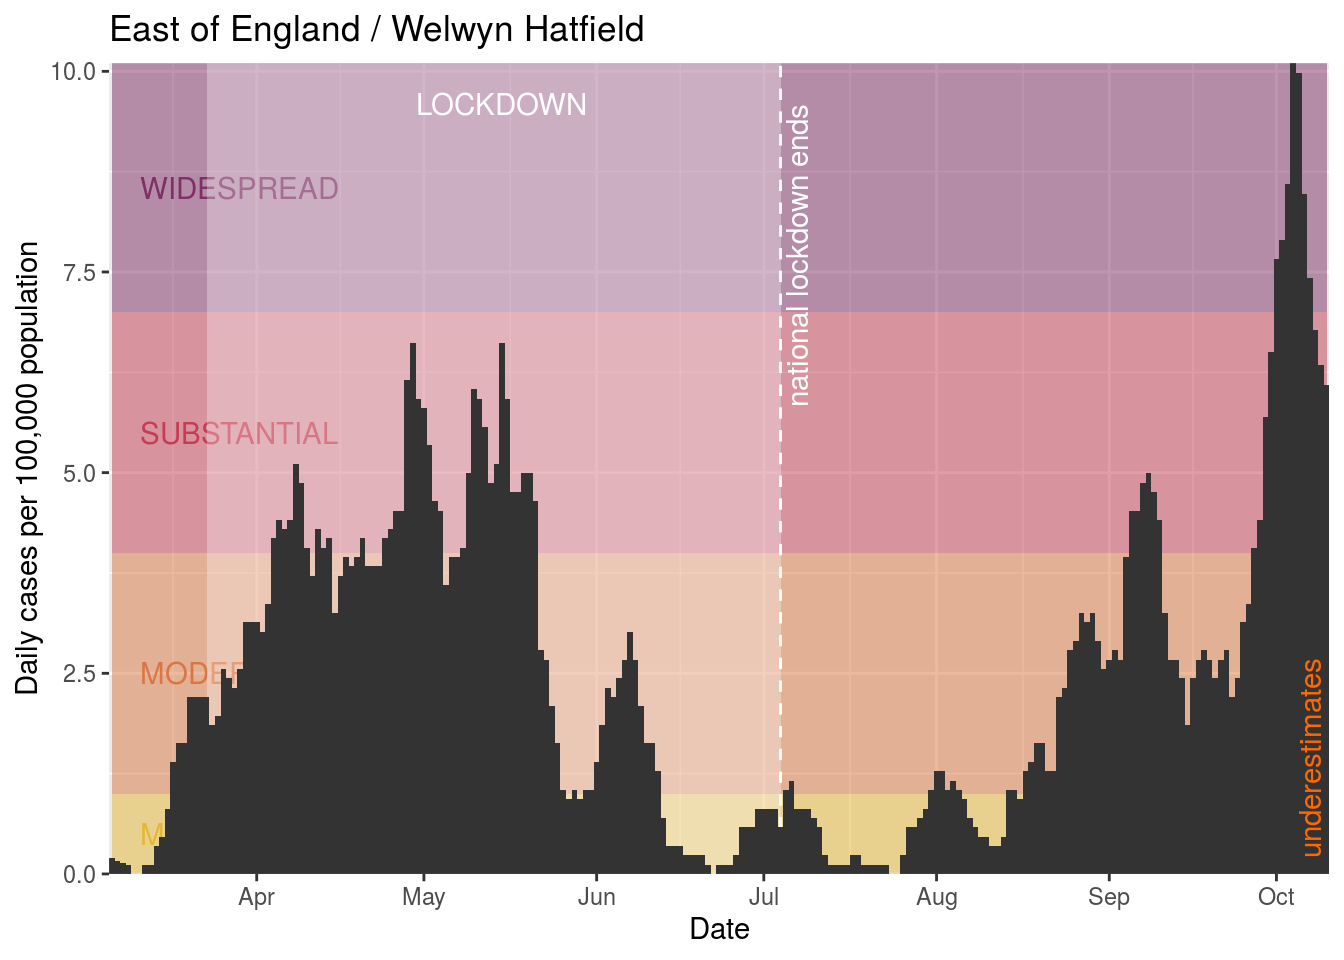 East of England / Welwyn Hatfield
Daily cases per 100,000 population
10.0
7.5
5.0
2.5
0.0
LOCKDOWN
WIDESPREAD
SUBSTANTIAL
MODE
M
national lockdown ends
underestimates
Apr
May
Jun
Jul
Aug
Sep
Oct
Date